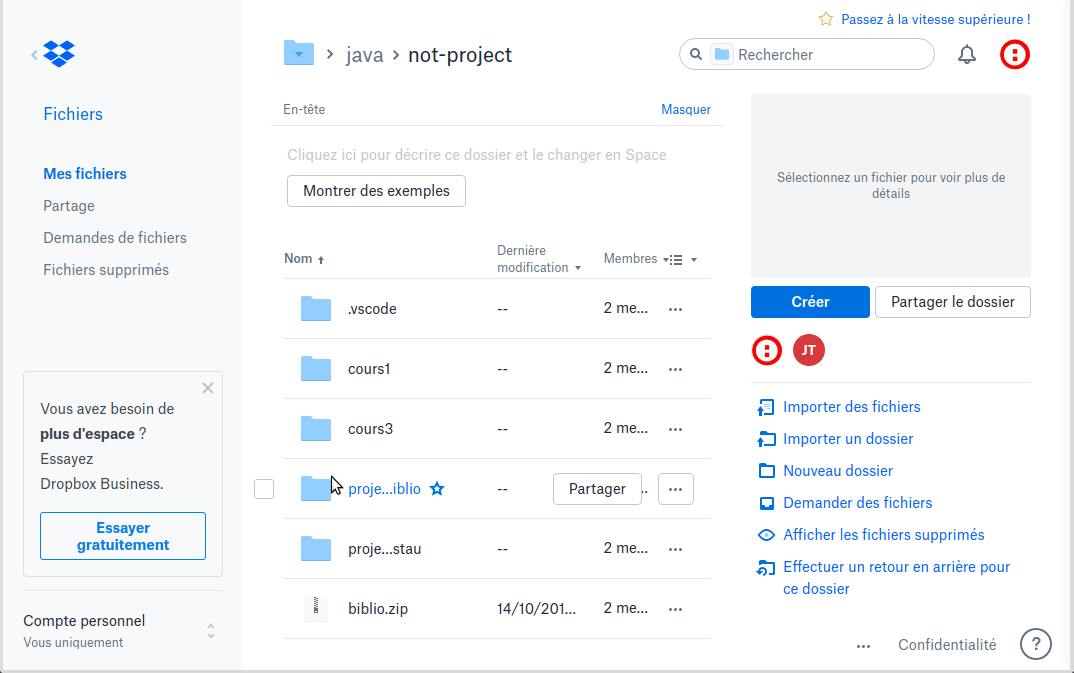 Passez à la vitesse supérieure !
java
not-project
Rechercher
Fichiers
Mes fichiers
Partage
Demandes de fichiers
Fichiers supprimés
Vous avez besoin de
plus d'espace ?
Essayez
Dropbox Business.
Essayer
gratuitement
Compte personnel
Vous uniquement
En-tête
Masquer
Cliquez ici pour décrire ce dossier et le changer en Space
Montrer des exemples
Nom
Dernière
modification
Membres
.vscode -- 2 me... ...
cours1 -- 2 me... ...
cours3 -- 2 me... ...
proje...iblio -- Partager ...
proje...stau -- 2 me... ...
biblio.zip 14/10/201... 2 me... ...
Sélectionnez un fichier pour voir plus de
détails
Créer
Partager le dossier
JT
Importer des fichiers
Importer un dossier
Nouveau dossier
Demander des fichiers
Afficher les fichiers supprimés
Effectuer un retour en arrière pour
ce dossier
... Confidentialité ?